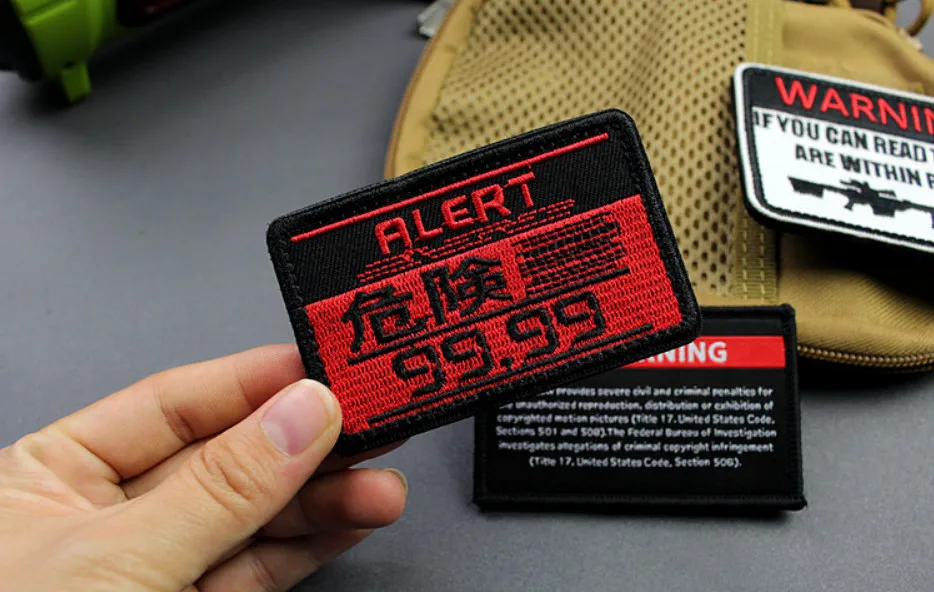 ALERT
危険
99.99
WARNIN
IF YOU CAN READ T
ARE WITHIN R
NING
provides severe civil and criminal penalties for
the unauthorized reproduction, distribution or exhibition of
copyrighted motion pictures (Title 17, United States Code,
Sections 501 and 508). The Federal Bureau of Investigation
investigates allegations of criminal copyright infringement
(Title 17, United States Code, Section 506).